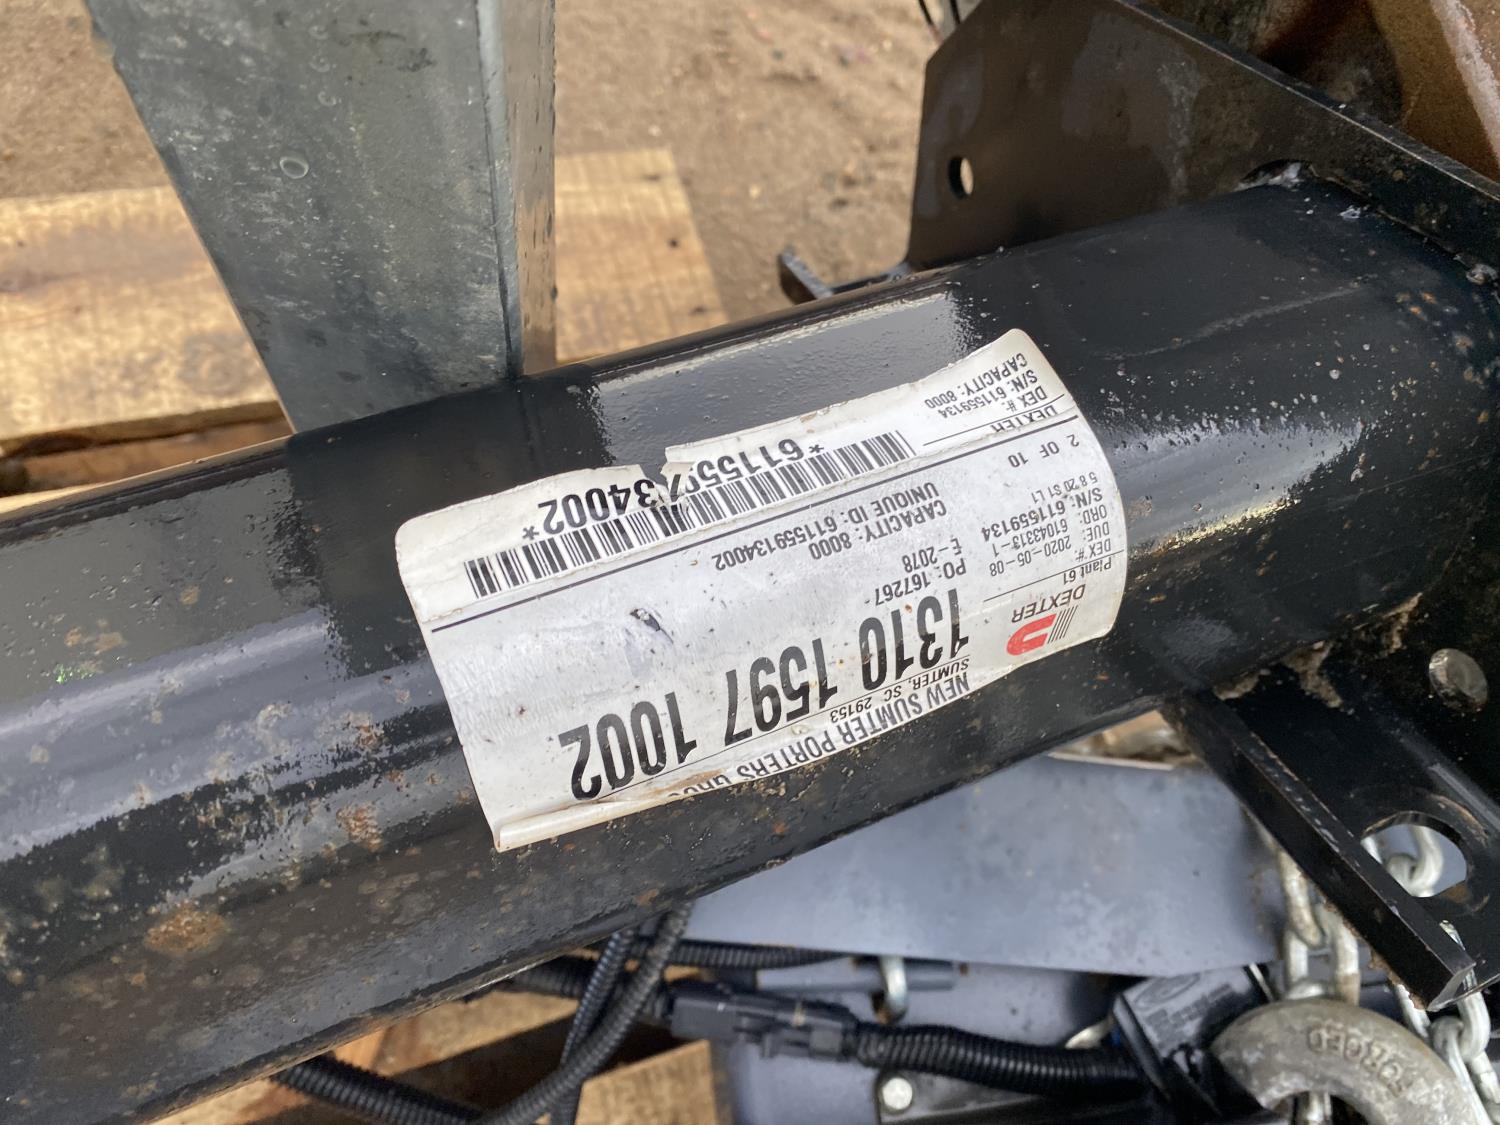 DEXTER
Plant 61
DEX #:
DUE: 2020-05-08
ORD: 61043313-1
S/N: 611559134
5 8 20 S1 L1
2 OF 10
NEW SUMTER PORTERS
SUMTER, SC 29153
1310 1597 1002
PO: 167267
F-2078
CAPACITY: 8000
UNIQUE ID: 611559134002
*611559134002*
DEXTER
DEX #:
S/N: 611559134
CAPACITY: 8000
FORGED